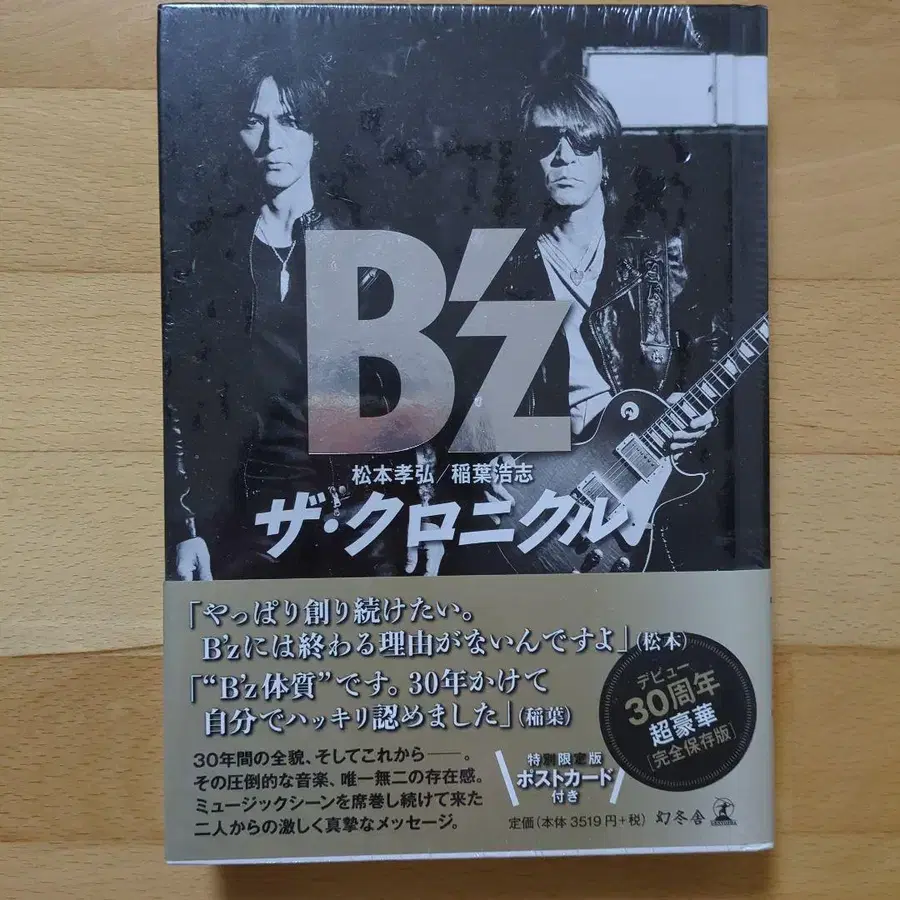 B'z
松本孝弘/稲葉浩志
ザ・クロニクル
「やっぱり創り続けたい。
B'zには終わる理由がないんですよ」(松本)
「“B'z体質”です。30年かけて
自分でハッキリ認めました」(稲葉)
デビュー
30周年
超豪華
[完全保存版]
30年間の全貌、そしてこれから――。
その圧倒的な音楽、唯一無二の存在感。
ミュージックシーンを席巻し続けて来た
二人からの激しく真摯なメッセージ。
特別限定版
ポストカード
付き
定価(本体3519円+税) 幻冬舎